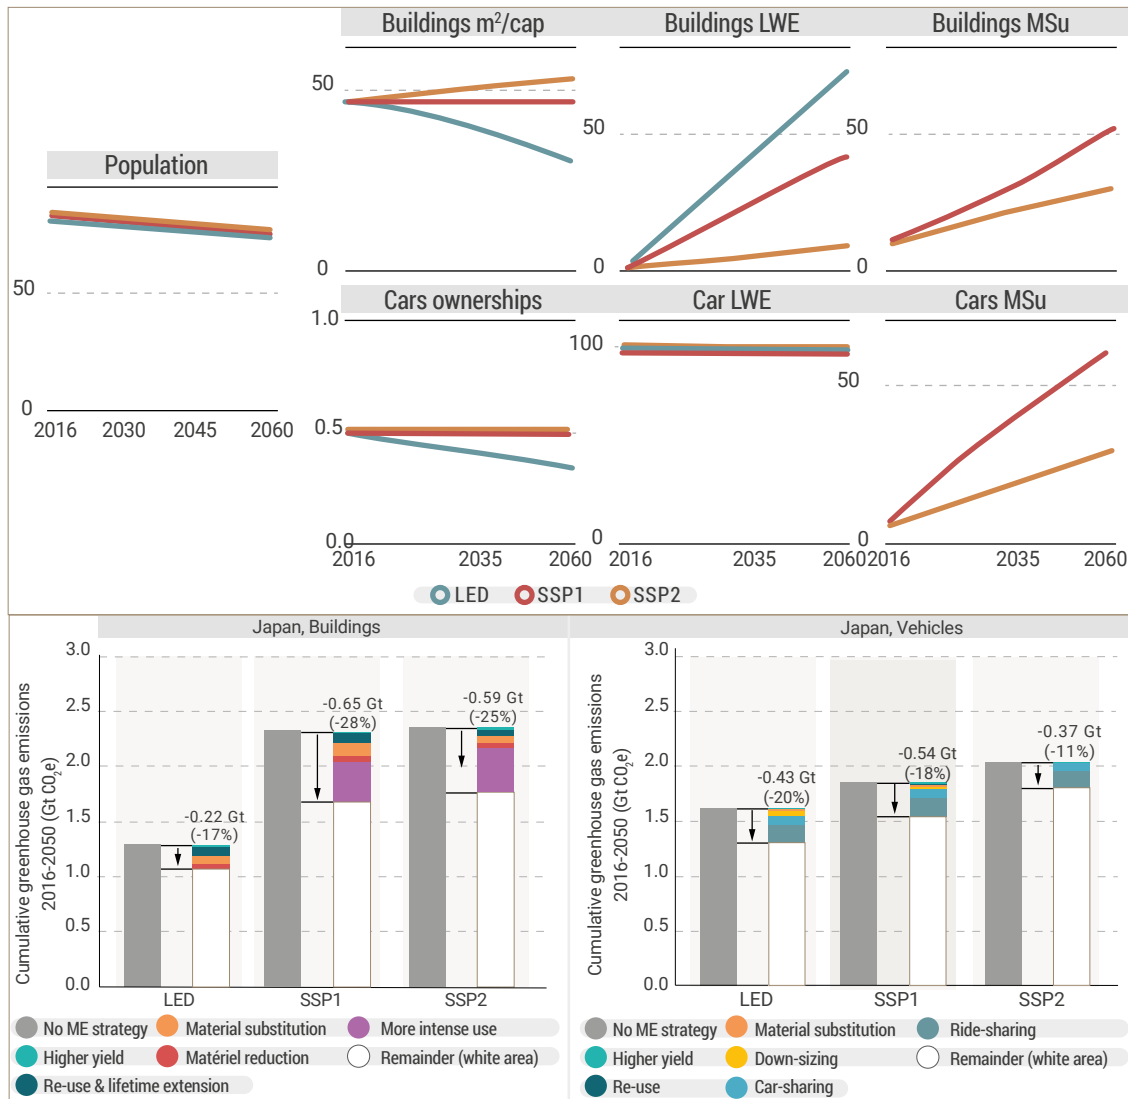 Buildings m²/cap
Buildings LWE
Buildings MSu
50
0
50
0
50
0
Population
50
0
2016 2030 2045 2060
Cars ownerships
Car LWE
Cars MSu
1.0
0.5
0.0
2016 2035 2060
100
0
2016 2035 2060
50
0
2016 2035 2060
LED SSP1 SSP2
Japan, Buildings
Cumulative greenhouse gas emissions
2016-2050 (Gt CO₂e)
3.0
2.5
2.0
1.5
1.0
0.5
0.0
-0.22 Gt
(-17%)
-0.65 Gt
(-28%)
-0.59 Gt
(-25%)
LED SSP1 SSP2
No ME strategy Material substitution More intense use
Higher yield Matériel reduction Remainder (white area)
Re-use & lifetime extension
Japan, Vehicles
Cumulative greenhouse gas emissions
2016-2050 (Gt CO₂e)
3.0
2.5
2.0
1.5
1.0
0.5
0.0
-0.43 Gt
(-20%)
-0.54 Gt
(-18%)
-0.37 Gt
(-11%)
LED SSP1 SSP2
No ME strategy Material substitution Ride-sharing
Higher yield Down-sizing Remainder (white area)
Re-use Car-sharing